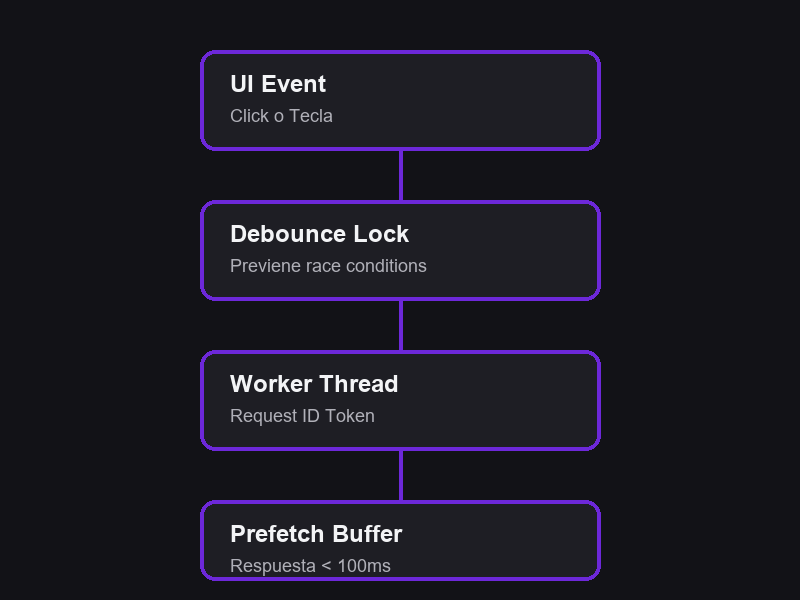 UI Event
Click o Tecla
Debounce Lock
Previene race conditions
Worker Thread
Request ID Token
Prefetch Buffer
Respuesta < 100ms